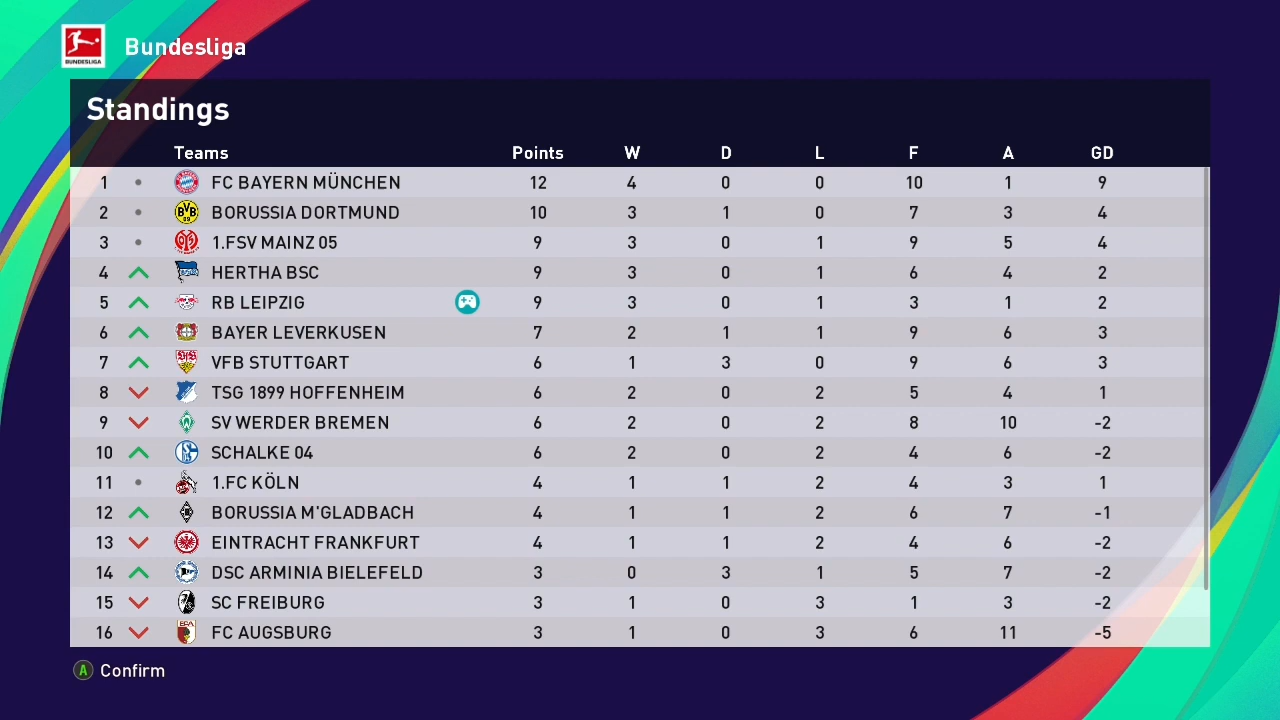 BUNDESLIGA
Bundesliga
Standings
Teams Points W D L F A GD
1 FC BAYERN MÜNCHEN 12 4 0 0 10 1 9
2 BVB 09 BORUSSIA DORTMUND 10 3 1 0 7 3 4
3 1.FSV MAINZ 05 9 3 0 1 9 5 4
4 HERTHA BSC 9 3 0 1 6 4 2
5 RB LEIPZIG 9 3 0 1 3 1 2
6 BAYER LEVERKUSEN 7 2 1 1 9 6 3
7 VFB STUTTGART 6 1 3 0 9 6 3
8 TSG 1899 HOFFENHEIM 6 2 0 2 5 4 1
9 SV WERDER BREMEN 6 2 0 2 8 10 -2
10 SCHALKE 04 6 2 0 2 4 6 -2
11 1.FC KÖLN 4 1 1 2 4 3 1
12 BORUSSIA M'GLADBACH 4 1 1 2 6 7 -1
13 EINTRACHT FRANKFURT 4 1 1 2 4 6 -2
14 DSC ARMINIA BIELEFELD 3 0 3 1 5 7 -2
15 SC FREIBURG 3 1 0 3 1 3 -2
16 FC AUGSBURG 3 1 0 3 6 11 -5
A Confirm